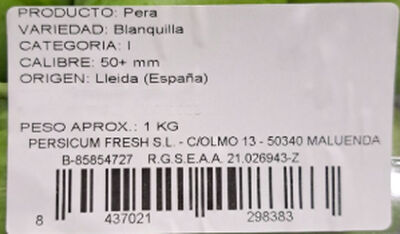 PRODUCTO: Pera
VARIEDAD: Blanquilla
CATEGORIA: I
CALIBRE: 50+ mm
ORIGEN: Lleida (España)
PESO APROX.: 1 KG
PERSICUM FRESH S.L. - C/OLMO 13 - 50340 MALUENDA
B-85854727 R.G.S.E.A.A. 21.026943-Z
8 437021 298383